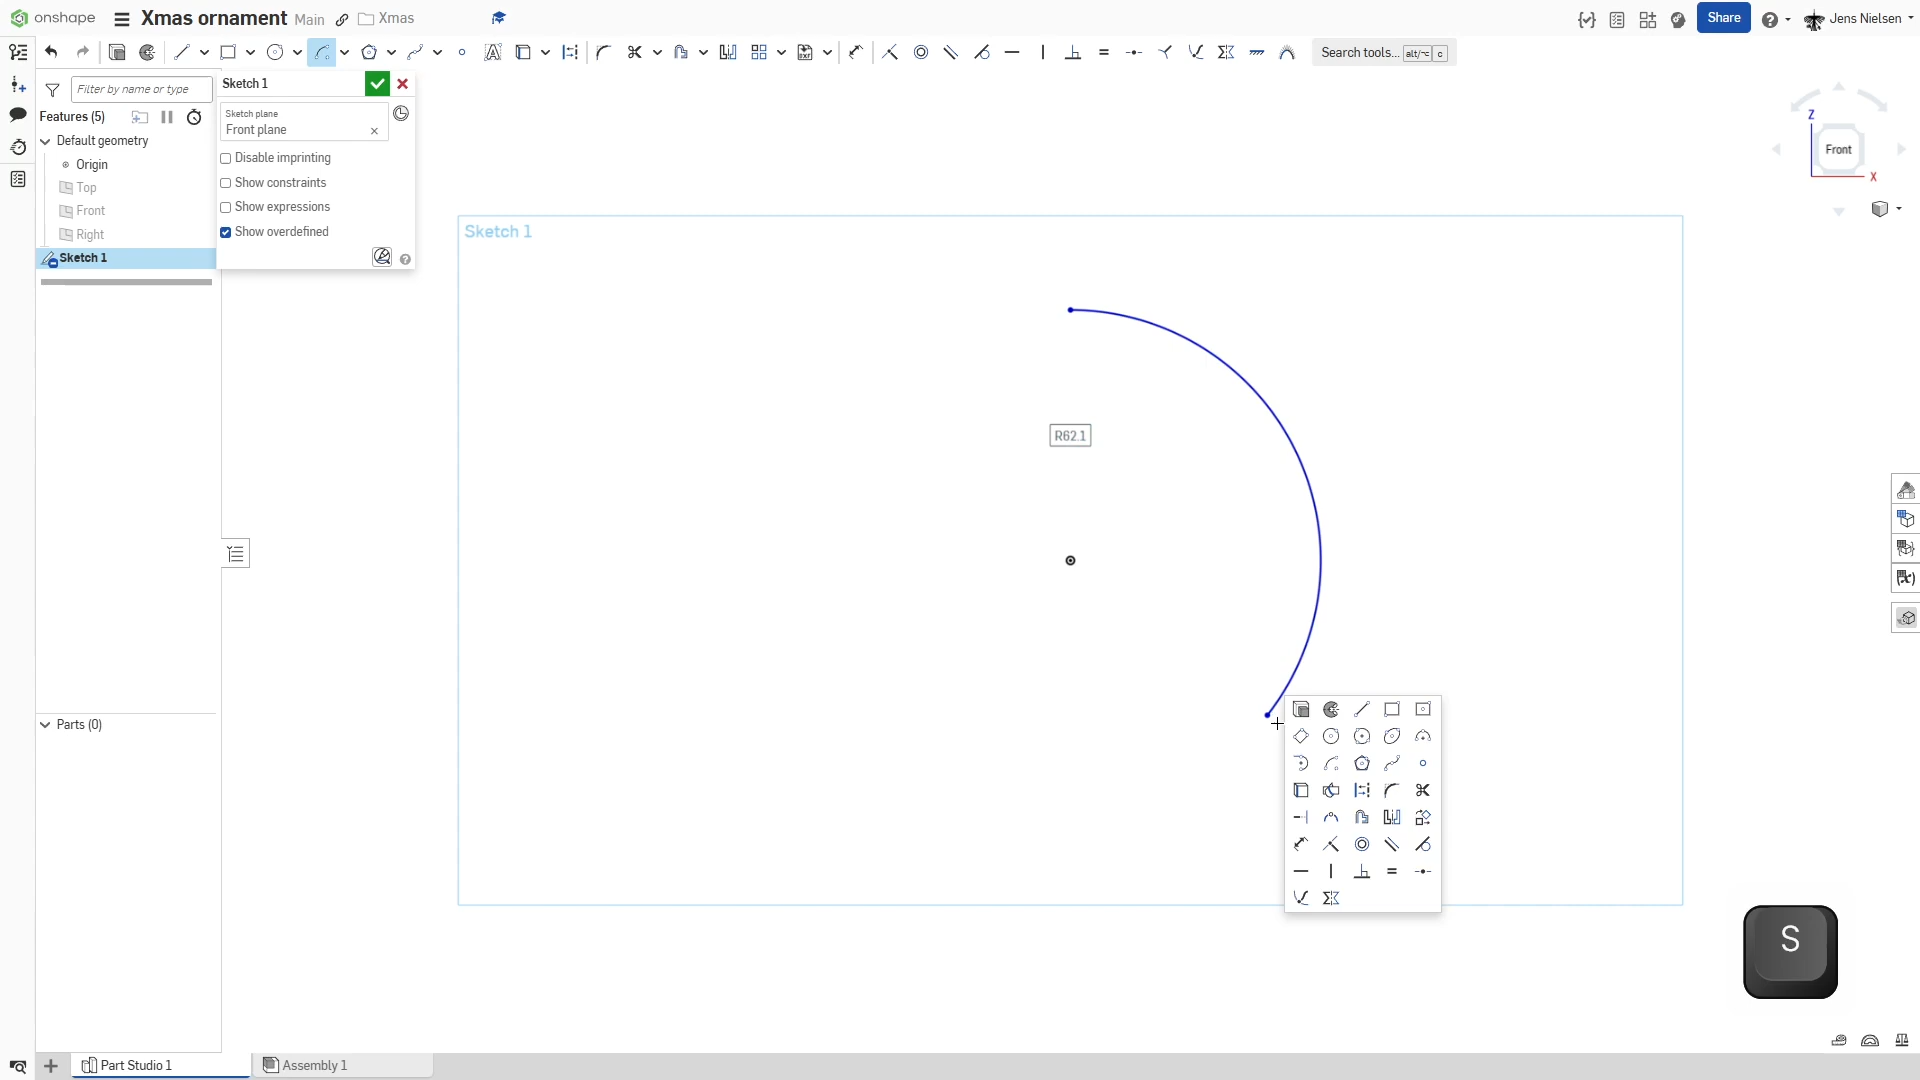 onshape
Xmas ornament Main
Xmas
Share
Jens Nielsen
Search tools... alt/⌥ c
Filter by name or type
Features (5)
Default geometry
Origin
Top
Front
Right
Sketch 1
Sketch 1
Sketch plane
Front plane
Disable imprinting
Show constraints
Show expressions
Show overdefined
Sketch 1
R62.1
Z
Front
X
Parts (0)
S
Part Studio 1
Assembly 1